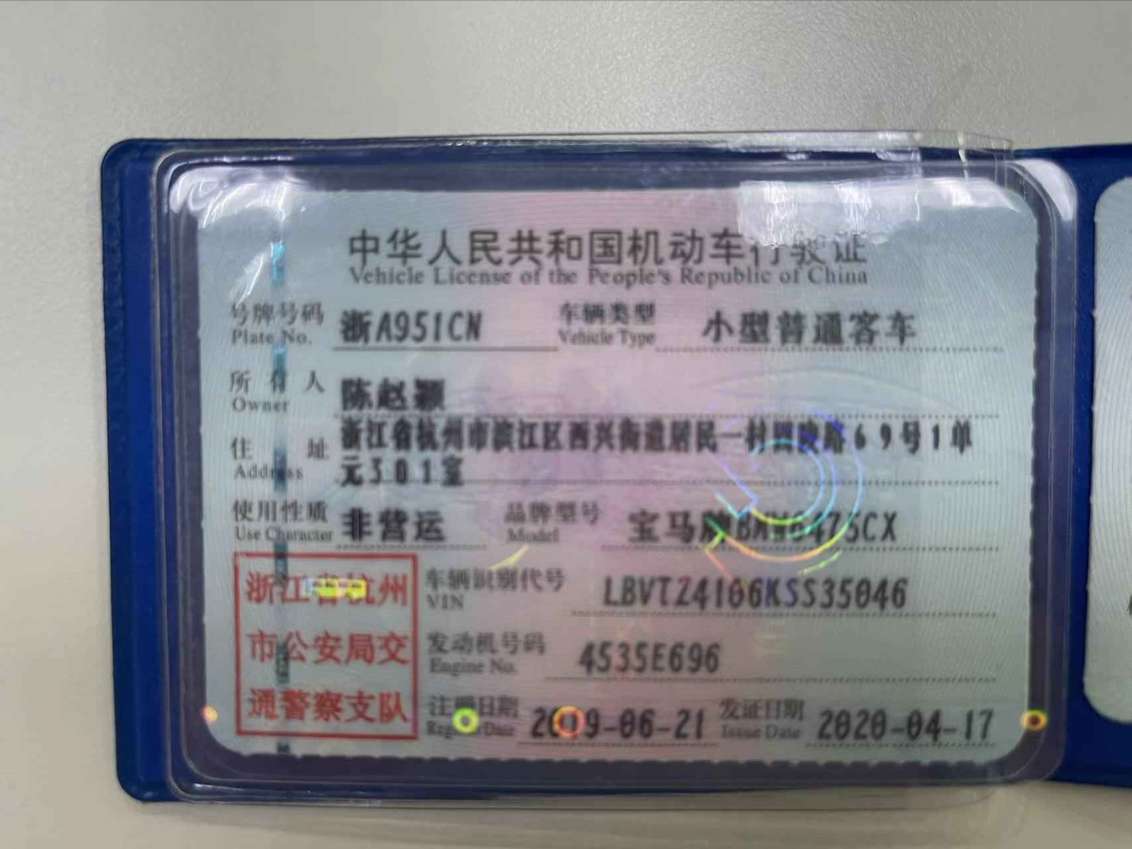 中华人民共和国机动车行驶证
Vehicle License of the People's Republic of China
号牌号码 浙A951CN 车辆类型 小型普通客车
Plate No. Vehicle Type
所有人 陈赵颖
Owner
住址 浙江省杭州市滨江区西兴街道居民一村 路69号1单
Address 元301室
使用性质 非营运 品牌型号 宝马牌 CX
Use Character Model
浙江省杭州 车辆识别代号 LBVTZ4106KSS35046
VIN
市公安局交 发动机号码 4535E696
Engine No.
通警察支队 注册日期 2019-06-21 发证日期 2020-04-17
Register Date Issue Date